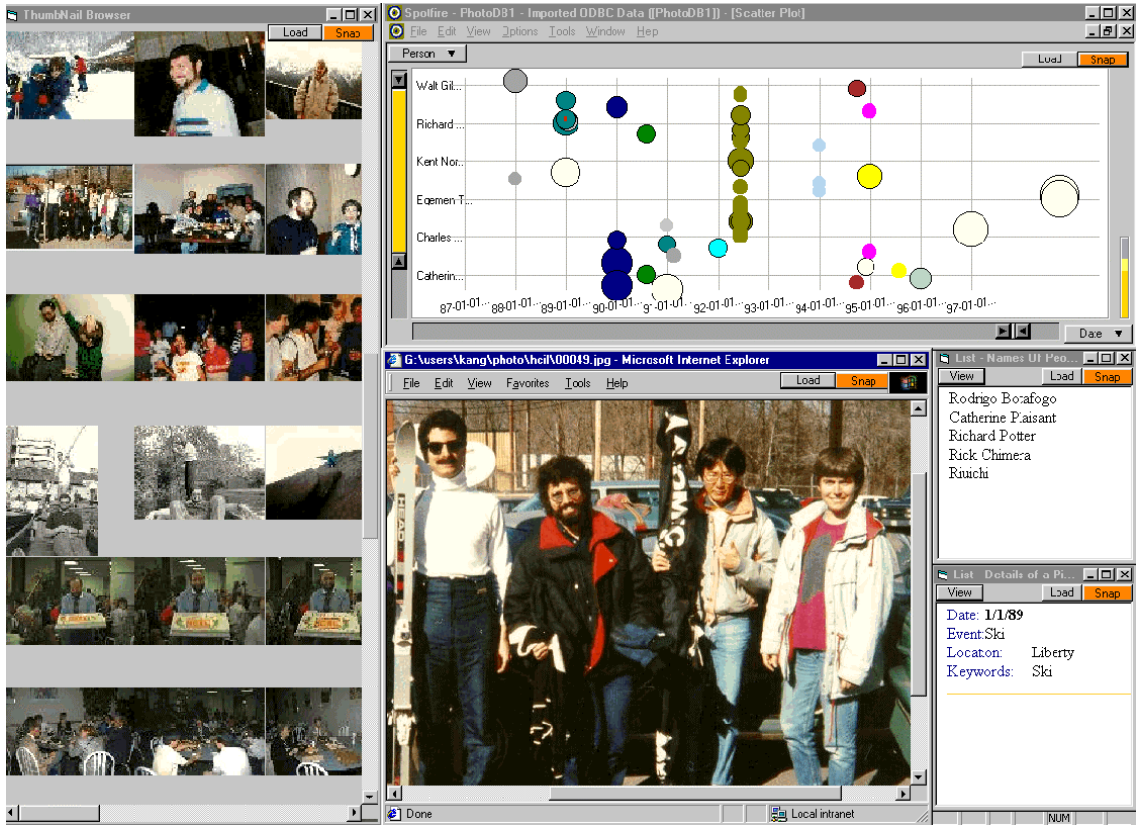 ThumbNail Browser
Load Snap
Spotfire - PhotoDB1 - Imported ODBC Data ([PhotoDB1]) - [Scatter Plot]
File Edit View Options Tools Window Help
Person
Load Snap
Walt Gil...
Richard ...
Kent Nor...
Egemen T...
Charles ...
Catherin...
87-01-01... 88-01-01... 89-01-01... 90-01-01... 92-01-01... 93-01-01... 94-01-01... 95-01-01... 96-01-01... 97-01-01...
Date
G:\users\kang\photo\hcil\00049.jpg - Microsoft Internet Explorer
File Edit View Favorites Tools Help
Load Snap
HEAD
Done
Local intranet
List - Names Of Peo...
View Load Snap
Rodrigo Botafogo
Catherine Plaisant
Richard Potter
Rick Chimera
Riuichi
List - Details of a Pi...
View Load Snap
Date: 1/1/89
Event:Ski
Location: Liberty
Keywords: Ski
NUM